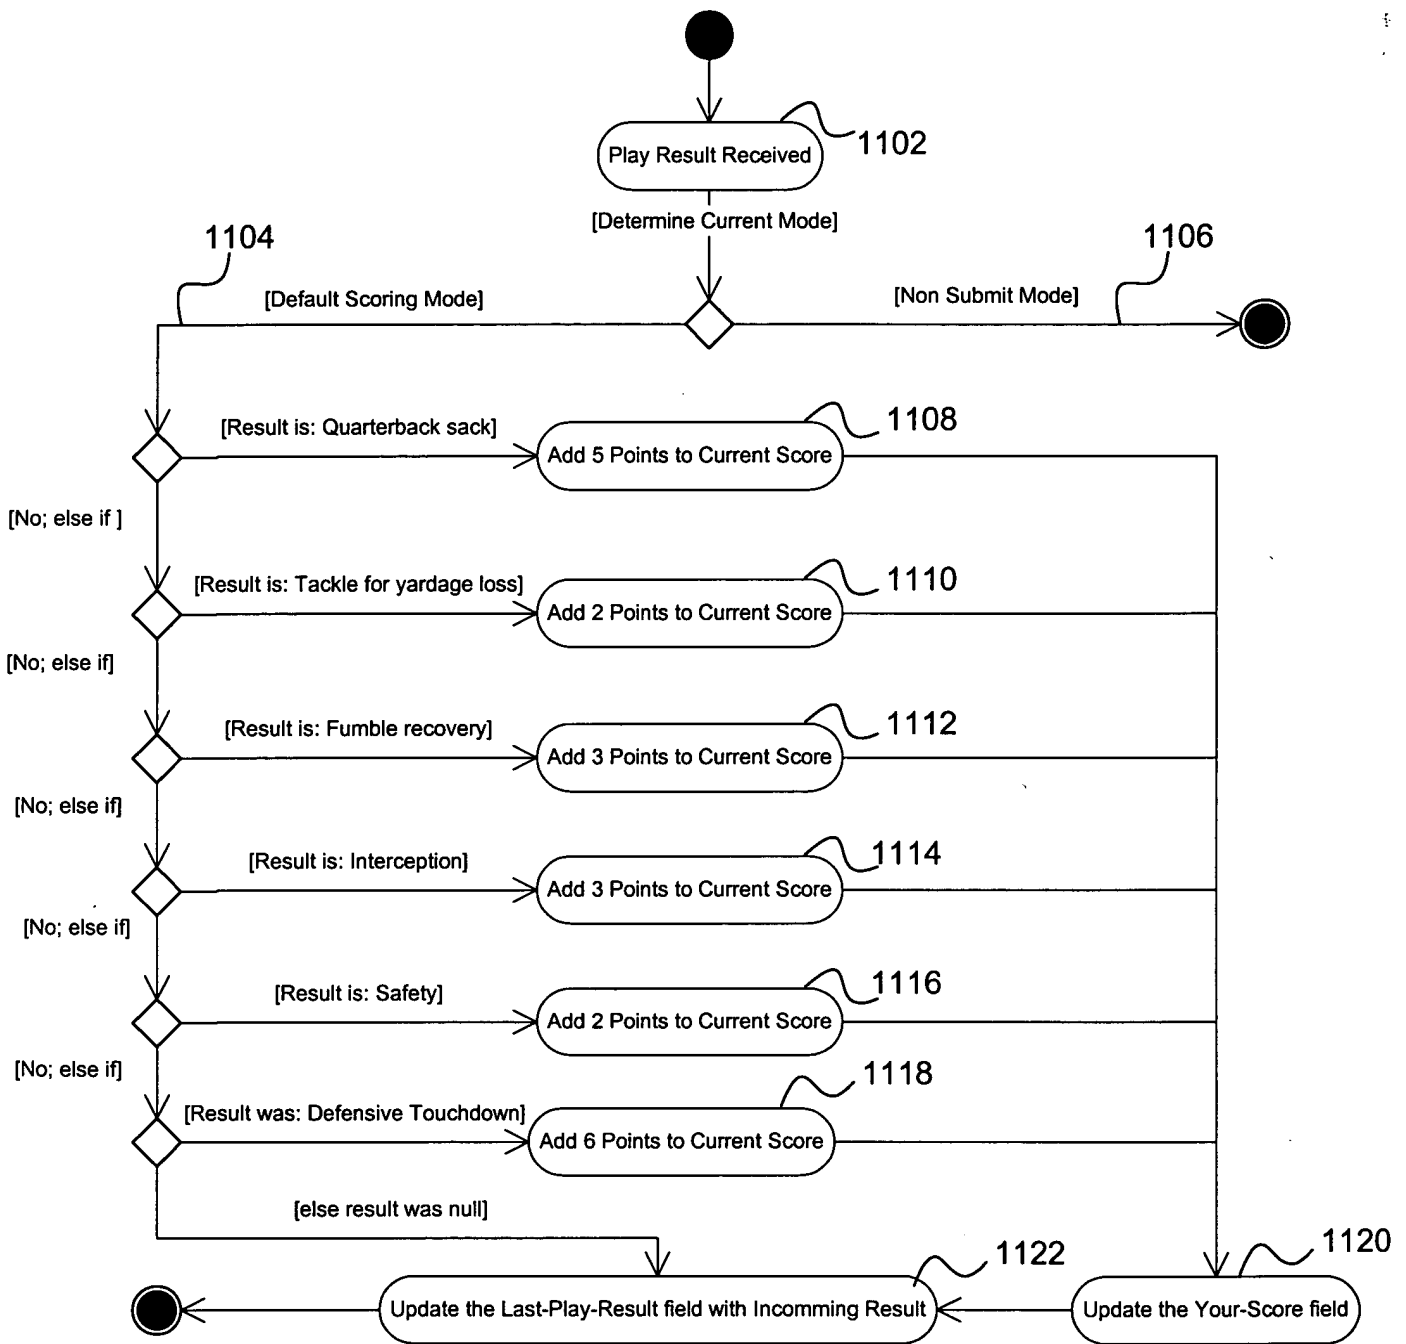 1102
Play Result Received
[Determine Current Mode]
1104
1106
[Default Scoring Mode]
[Non Submit Mode]
1108
[Result is: Quarterback sack]
Add 5 Points to Current Score
[No; else if ]
1110
[Result is: Tackle for yardage loss]
Add 2 Points to Current Score
[No; else if]
1112
[Result is: Fumble recovery]
Add 3 Points to Current Score
[No; else if]
1114
[Result is: Interception]
Add 3 Points to Current Score
[No; else if]
1116
[Result is: Safety]
Add 2 Points to Current Score
[No; else if]
1118
[Result was: Defensive Touchdown]
Add 6 Points to Current Score
[else result was null]
1122
1120
Update the Last-Play-Result field with Incomming Result
Update the Your-Score field